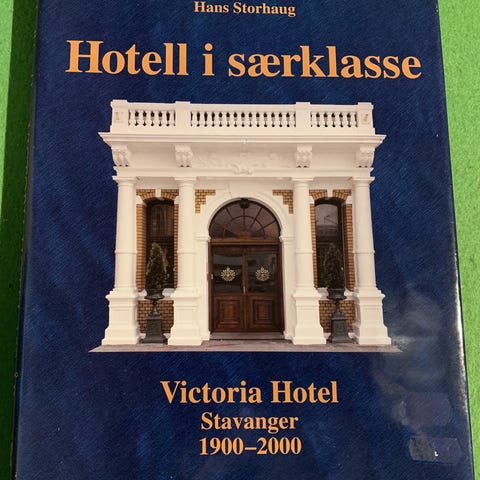 Hans Storhaug
Hotell i særklasse
Victoria Hotel
Stavanger
1900–2000